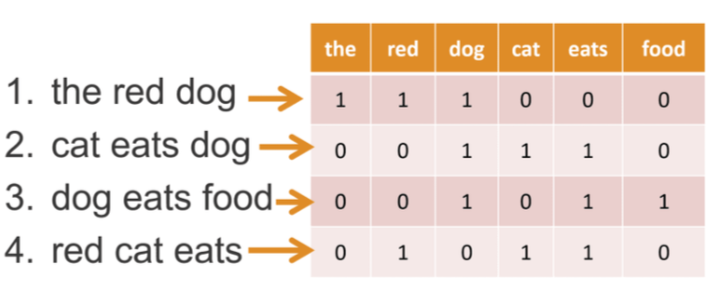 the red dog cat eats food
1. the red dog 1 1 1 0 0 0
2. cat eats dog 0 0 1 1 1 0
3. dog eats food 0 0 1 0 1 1
4. red cat eats 0 1 0 1 1 0